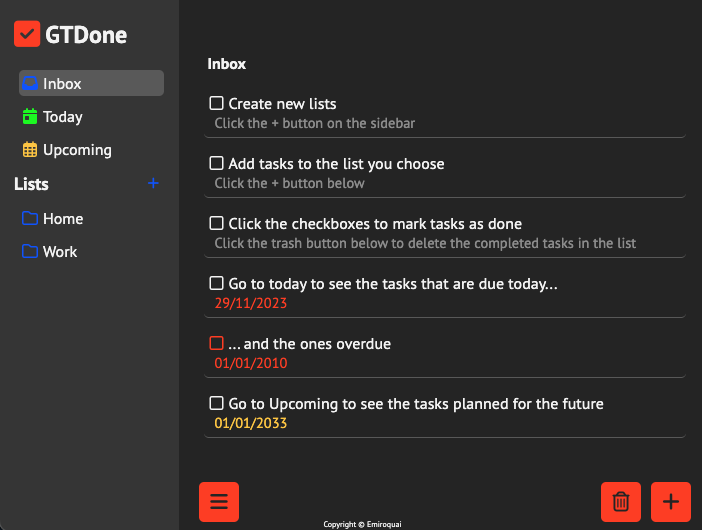 GTDone
Inbox
Today
Upcoming
Lists +
Home
Work
Inbox
Create new lists
Click the + button on the sidebar
Add tasks to the list you choose
Click the + button below
Click the checkboxes to mark tasks as done
Click the trash button below to delete the completed tasks in the list
Go to today to see the tasks that are due today...
29/11/2023
... and the ones overdue
01/01/2010
Go to Upcoming to see the tasks planned for the future
01/01/2033
Copyright © Emiroquai